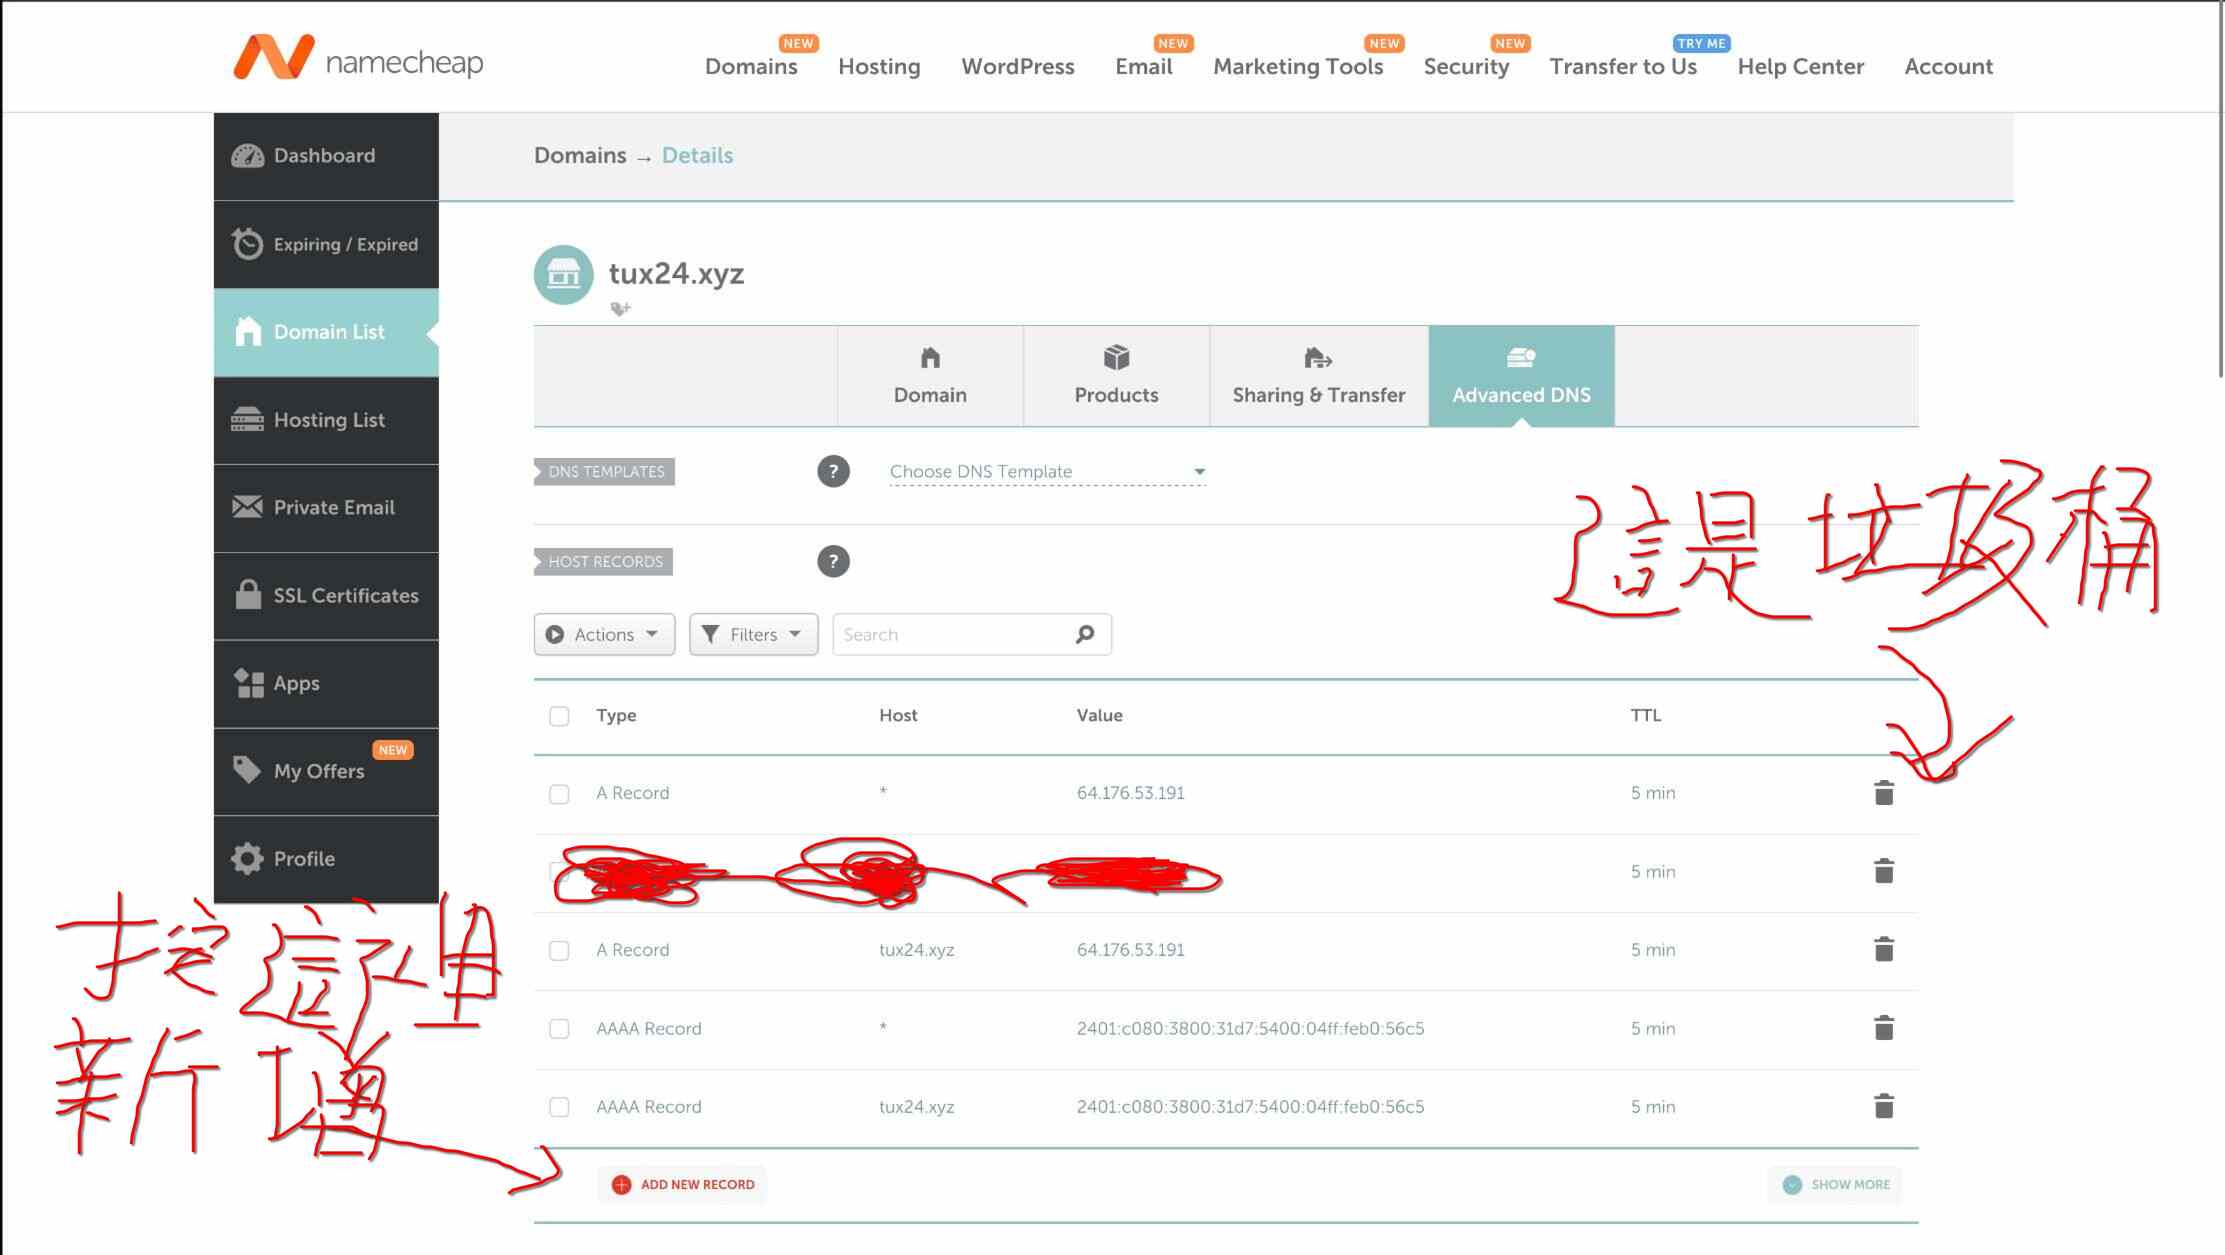 namecheap
Domains NEW Hosting WordPress Email NEW Marketing Tools NEW Security NEW Transfer to Us TRY ME Help Center Account
Dashboard
Expiring / Expired
Domain List
Hosting List
Private Email
SSL Certificates
Apps
My Offers NEW
Profile
Domains → Details
tux24.xyz
Domain Products Sharing & Transfer Advanced DNS
DNS TEMPLATES ? Choose DNS Template
這是垃圾桶
HOST RECORDS ?
Actions Filters Search
Type Host Value TTL
A Record * 64.176.53.191 5 min
5 min
A Record tux24.xyz 64.176.53.191 5 min
AAAA Record * 2401:c080:3800:31d7:5400:04ff:feb0:56c5 5 min
AAAA Record tux24.xyz 2401:c080:3800:31d7:5400:04ff:feb0:56c5 5 min
按這裡
新增
ADD NEW RECORD SHOW MORE